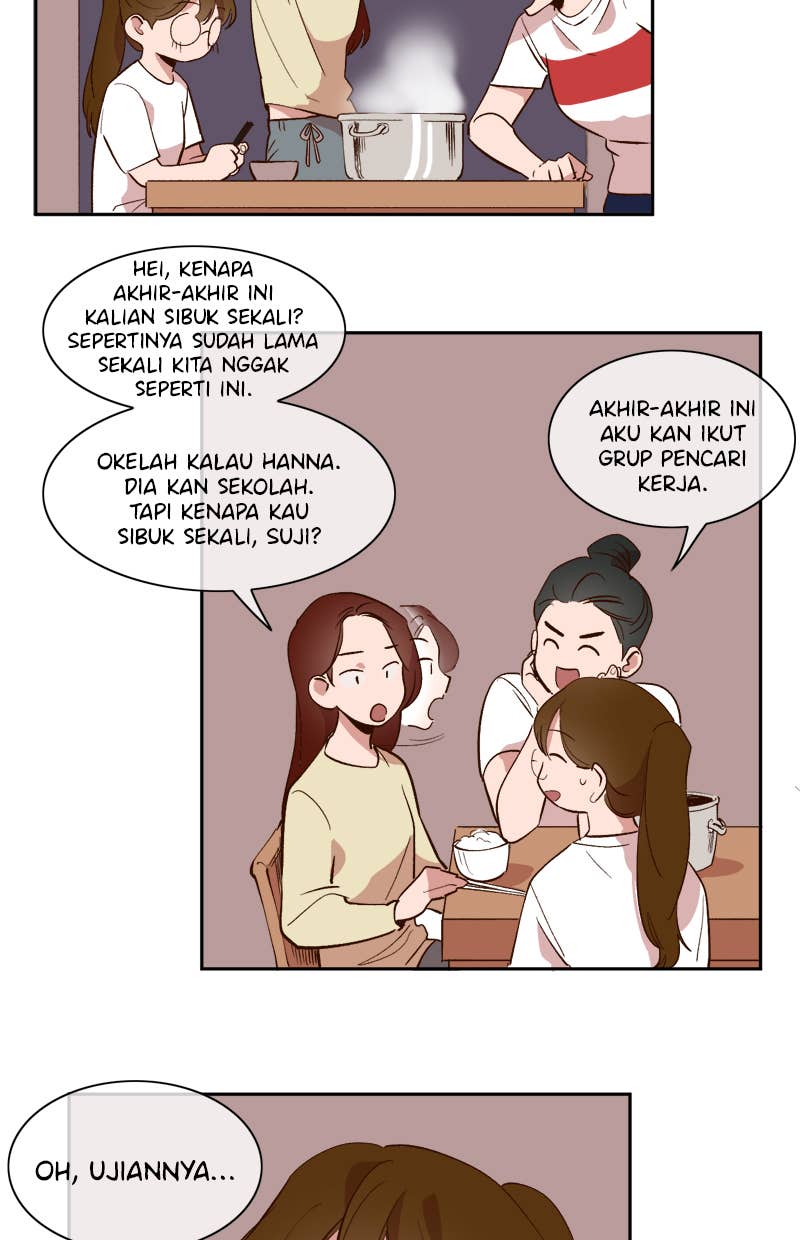 HEI, KENAPA
AKHIR-AKHIR INI
KALIAN SIBUK SEKALI?
SEPERTINYA SUDAH LAMA
SEKALI KITA NGGAK
SEPERTI INI.
OKELAH KALAU HANNA.
DIA KAN SEKOLAH.
TAPI KENAPA KAU
SIBUK SEKALI, SUJI?
AKHIR-AKHIR INI
AKU KAN IKUT
GRUP PENCARI
KERJA.
OH, UJIANNYA...